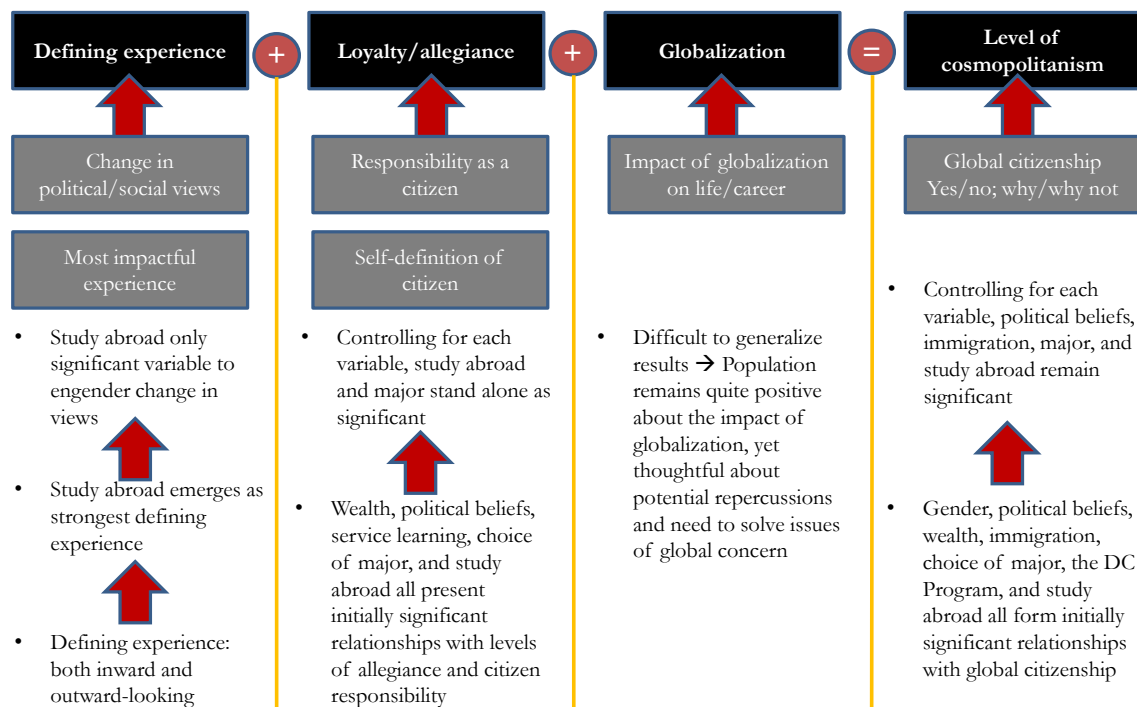 Defining experience
+
Loyalty/allegiance
+
Globalization
=
Level of
cosmopolitanism
Change in
political/social views
Most impactful
experience
• Study abroad only
significant variable to
engender change in
views
• Study abroad emerges as
strongest defining
experience
• Defining experience:
both inward and
outward-looking
Responsibility as a
citizen
Self-definition of
citizen
• Controlling for each
variable, study abroad
and major stand alone as
significant
• Wealth, political beliefs,
service learning, choice
of major, and study
abroad all present
initially significant
relationships with levels
of allegiance and citizen
responsibility
Impact of globalization
on life/career
• Difficult to generalize
results → Population
remains quite positive
about the impact of
globalization, yet
thoughtful about
potential repercussions
and need to solve issues
of global concern
Global citizenship
Yes/no; why/why not
• Controlling for each
variable, political beliefs,
immigration, major, and
study abroad remain
significant
• Gender, political beliefs,
wealth, immigration,
choice of major, the DC
Program, and study
abroad all form initially
significant relationships
with global citizenship